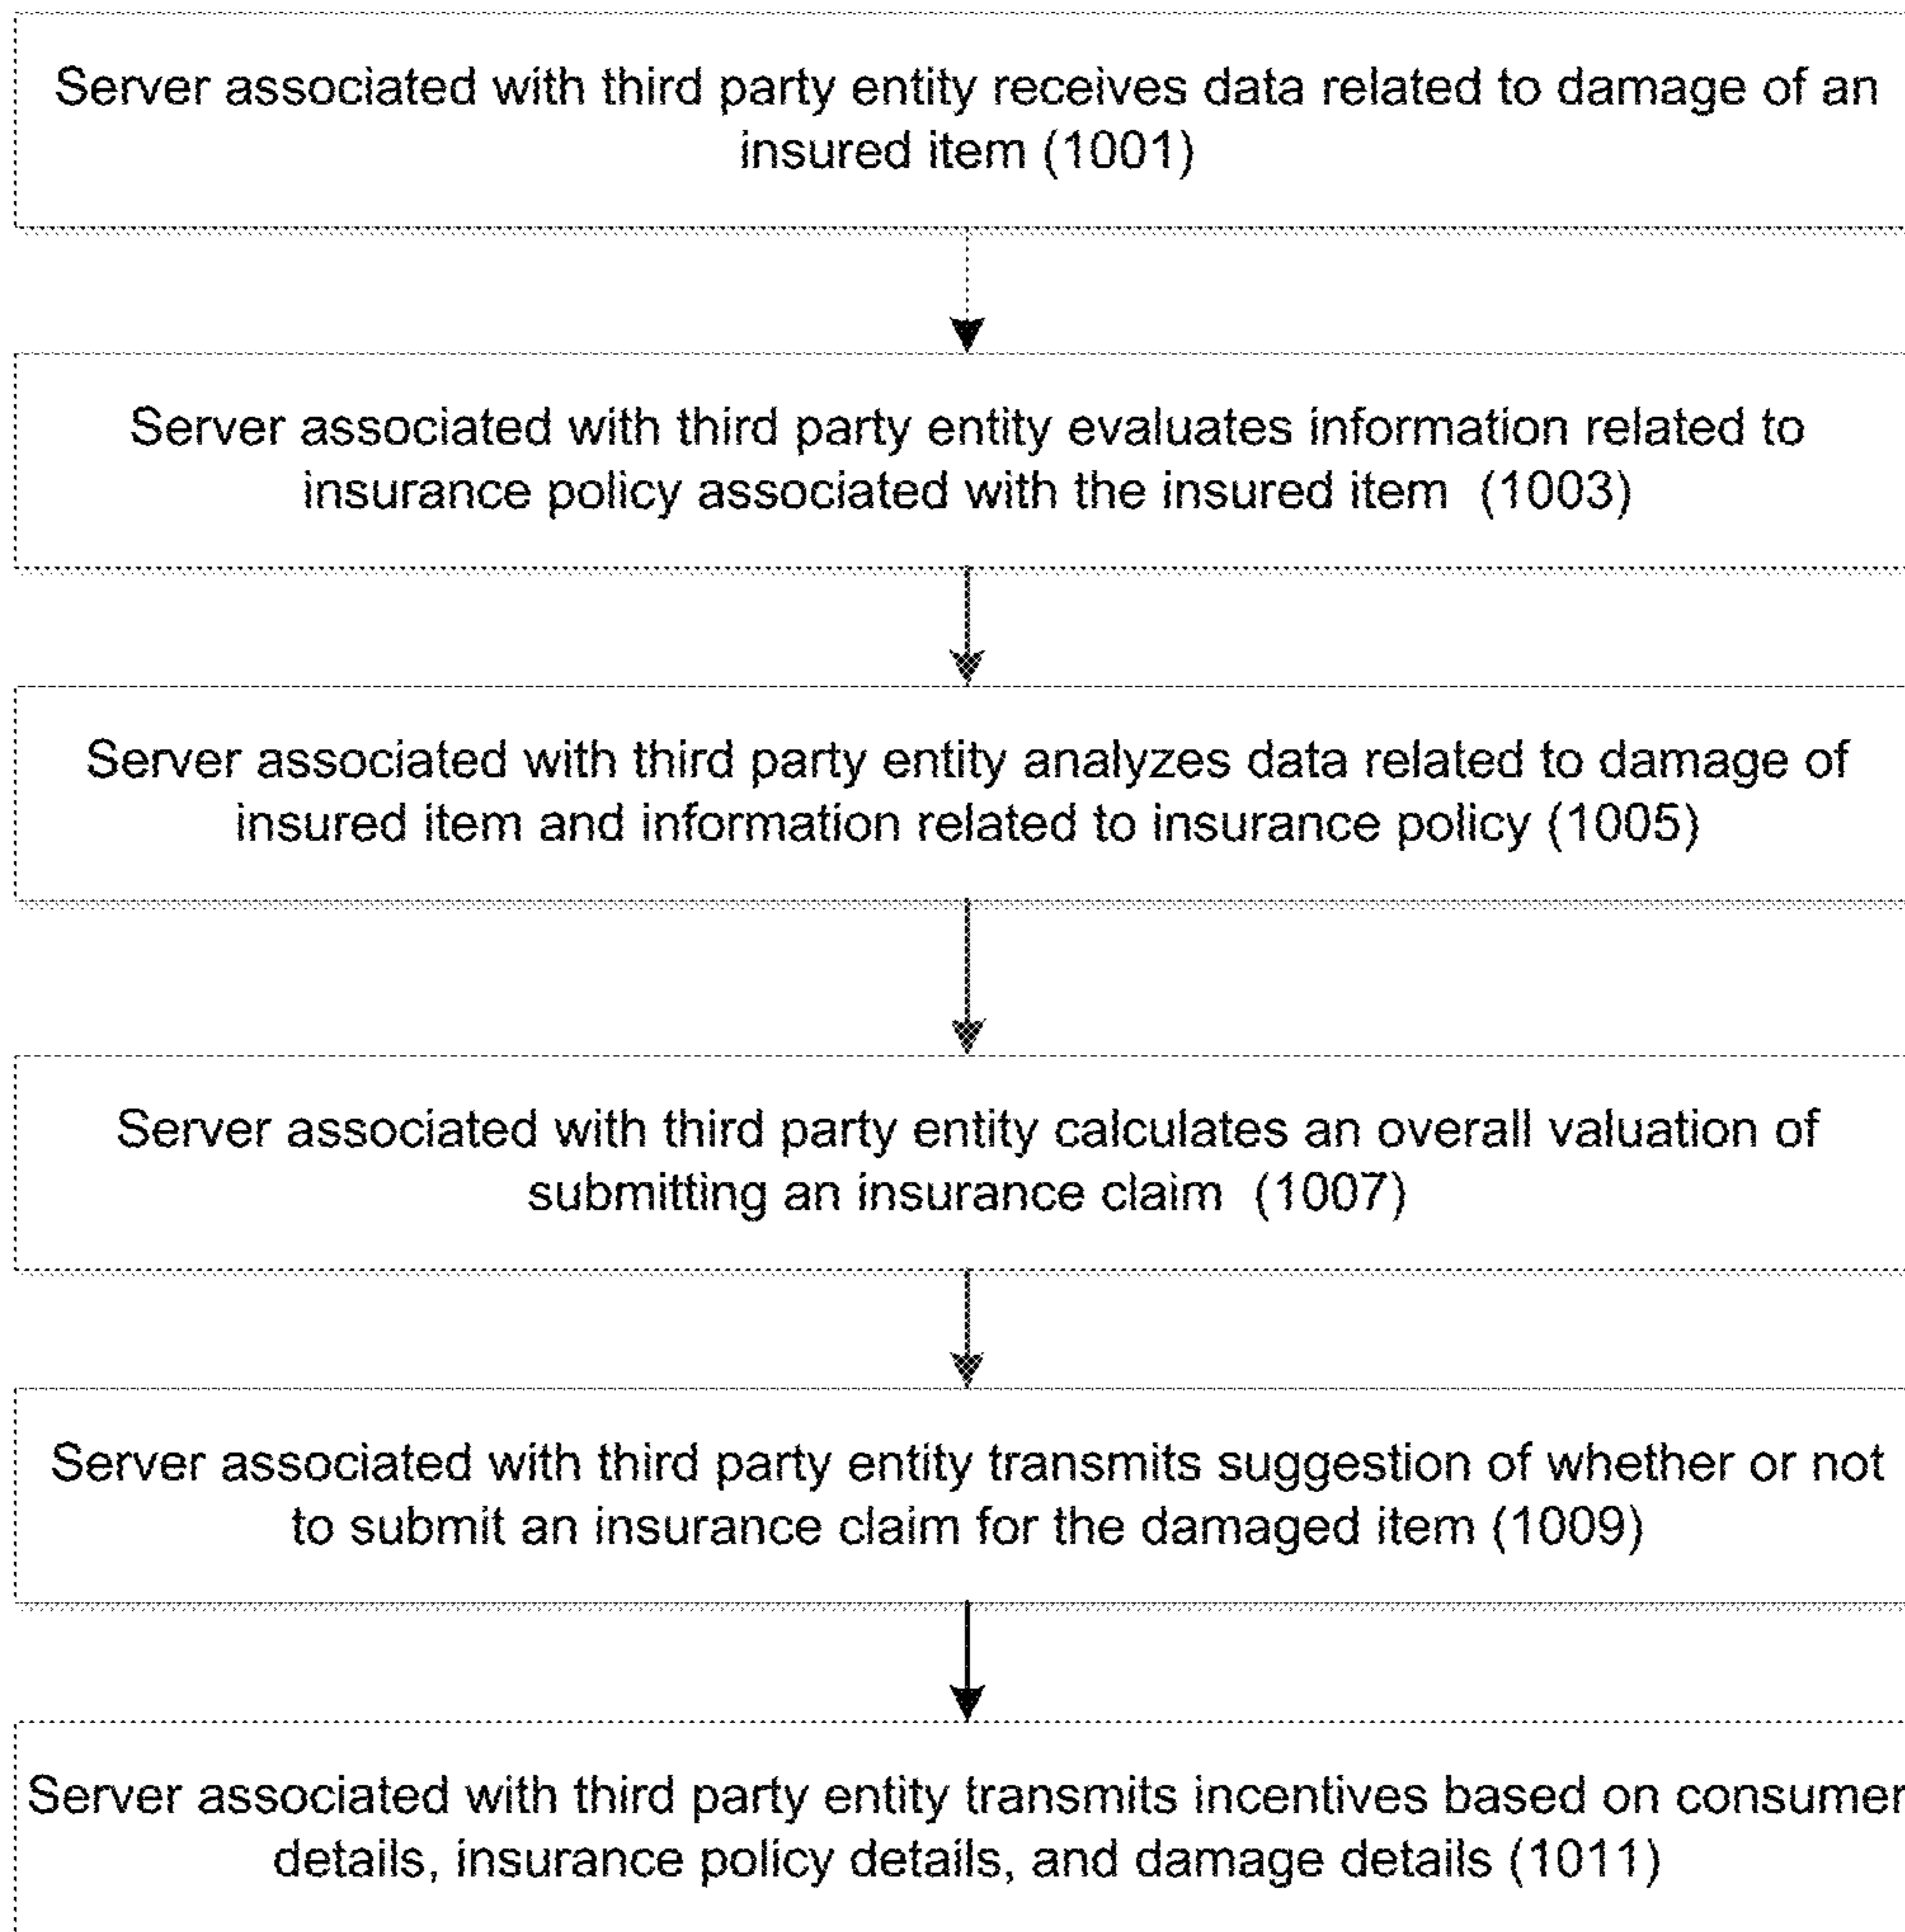 Server associated with third party entity receives data related to damage of an
insured item (1001)
Server associated with third party entity evaluates information related to
insurance policy associated with the insured item (1003)
Server associated with third party entity analyzes data related to damage of
insured item and information related to insurance policy (1005)
Server associated with third party entity calculates an overall valuation of
submitting an insurance claim (1007)
Server associated with third party entity transmits suggestion of whether or not
to submit an insurance claim for the damaged item (1009)
Server associated with third party entity transmits incentives based on consumer
details, insurance policy details, and damage details (1011)